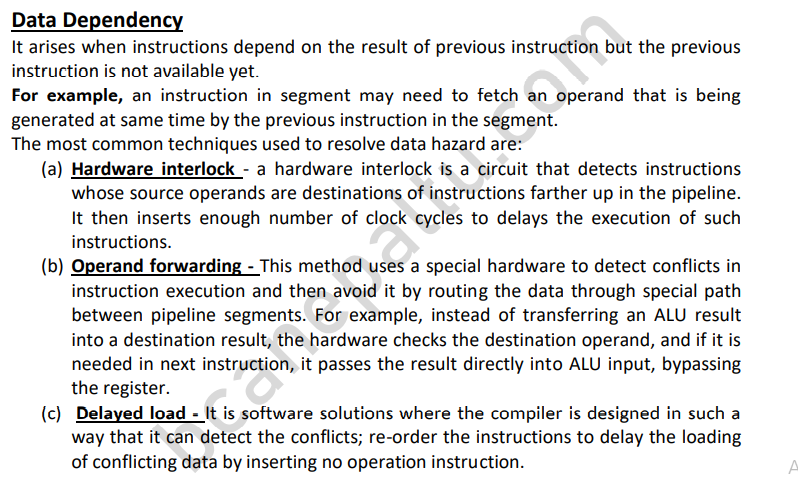 Data Dependency
It arises when instructions depend on the result of previous instruction but the previous
instruction is not available yet.
For example, an instruction in segment may need to fetch an operand that is being
generated at same time by the previous instruction in the segment.
The most common techniques used to resolve data hazard are:
(a) Hardware interlock - a hardware interlock is a circuit that detects instructions
whose source operands are destinations of instructions farther up in the pipeline.
It then inserts enough number of clock cycles to delays the execution of such
instructions.
(b) Operand forwarding - This method uses a special hardware to detect conflicts in
instruction execution and then avoid it by routing the data through special path
between pipeline segments. For example, instead of transferring an ALU result
into a destination result, the hardware checks the destination operand, and if it is
needed in next instruction, it passes the result directly into ALU input, bypassing
the register.
(c) Delayed load - It is software solutions where the compiler is designed in such a
way that it can detect the conflicts; re-order the instructions to delay the loading
of conflicting data by inserting no operation instruction.
bcanepaltu.com
A